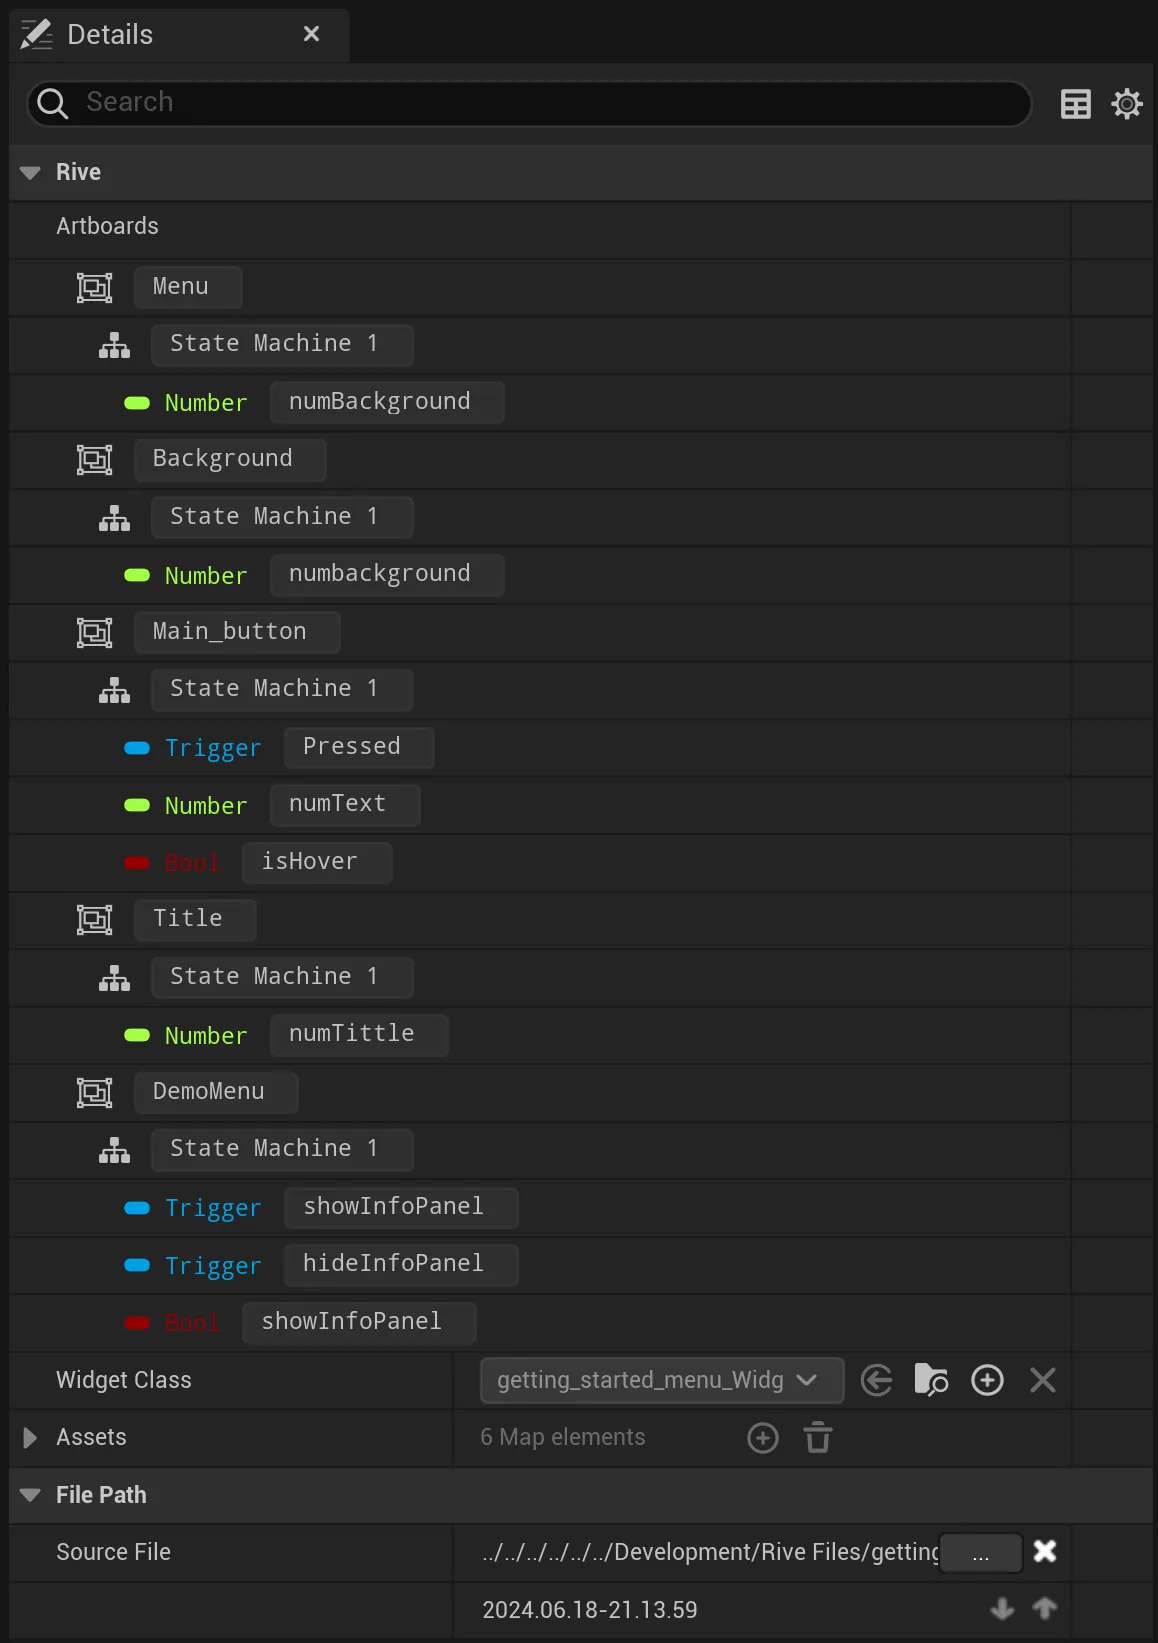 Details
Search
Rive
Artboards
Menu
State Machine 1
Number numBackground
Background
State Machine 1
Number numbackground
Main_button
State Machine 1
Trigger Pressed
Number numText
Bool isHover
Title
State Machine 1
Number numTittle
DemoMenu
State Machine 1
Trigger showInfoPanel
Trigger hideInfoPanel
Bool showInfoPanel
Widget Class getting_started_menu_Widg
Assets 6 Map elements
File Path
Source File ../../../../../../Development/Rive Files/getting ...
2024.06.18-21.13.59